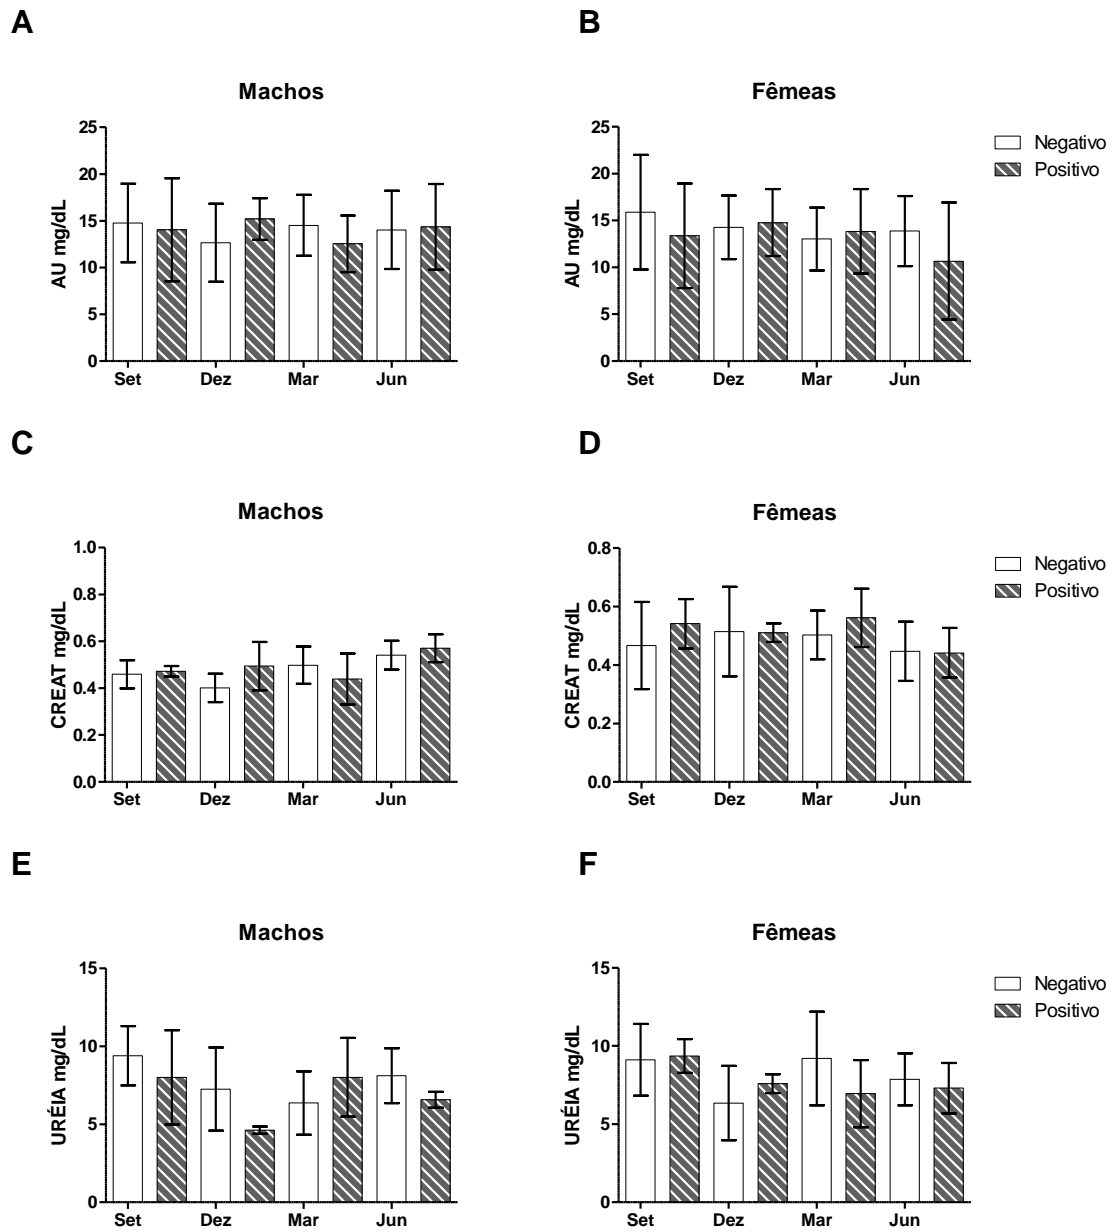 A
B
Machos
Fêmeas
AU mg/dL
25
20
15
10
5
0
Set
Dez
Mar
Jun
AU mg/dL
25
20
15
10
5
0
Set
Dez
Mar
Jun
Negativo
Positivo
C
D
Machos
Fêmeas
CREAT mg/dL
1.0
0.8
0.6
0.4
0.2
0.0
Set
Dez
Mar
Jun
CREAT mg/dL
0.8
0.6
0.4
0.2
0.0
Set
Dez
Mar
Jun
Negativo
Positivo
E
F
Machos
Fêmeas
URÉIA mg/dL
15
10
5
0
Set
Dez
Mar
Jun
URÉIA mg/dL
15
10
5
0
Set
Dez
Mar
Jun
Negativo
Positivo